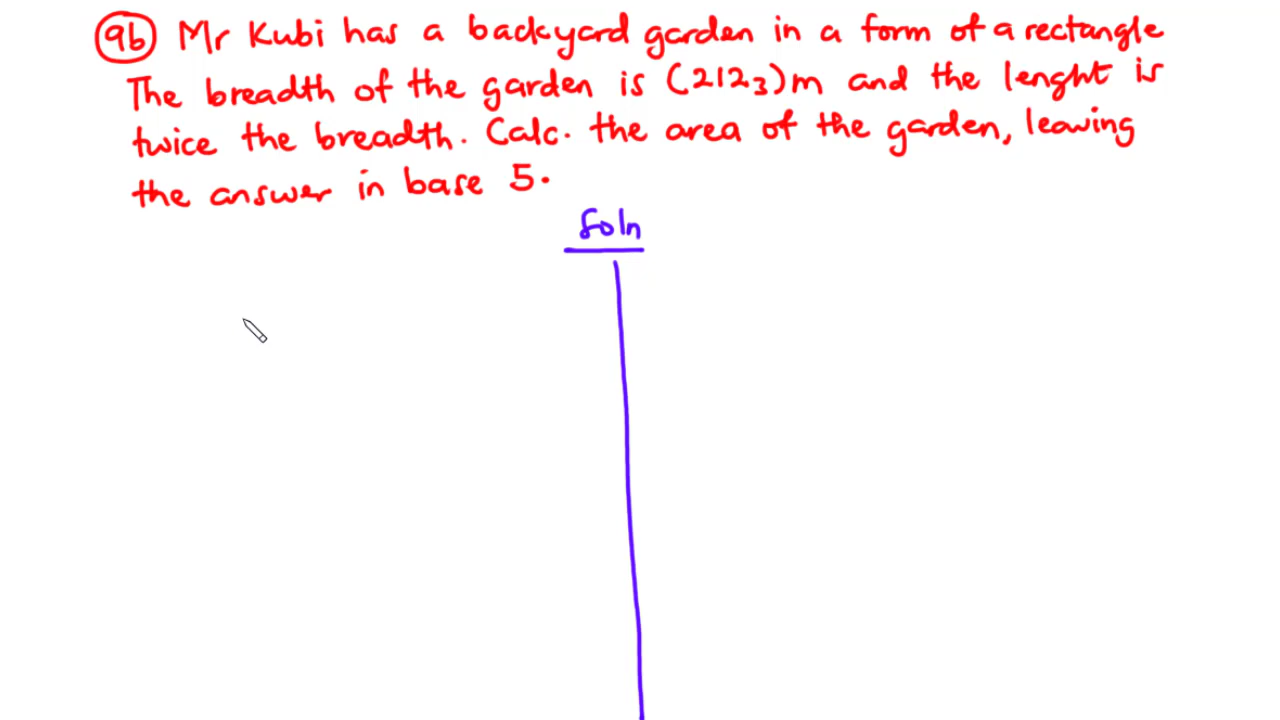 9b Mr Kubi has a backyard garden in a form of a rectangle
The breadth of the garden is (212₃)m and the lenght is
twice the breadth. Calc. the area of the garden, leaving
the answer in base 5.
Soln